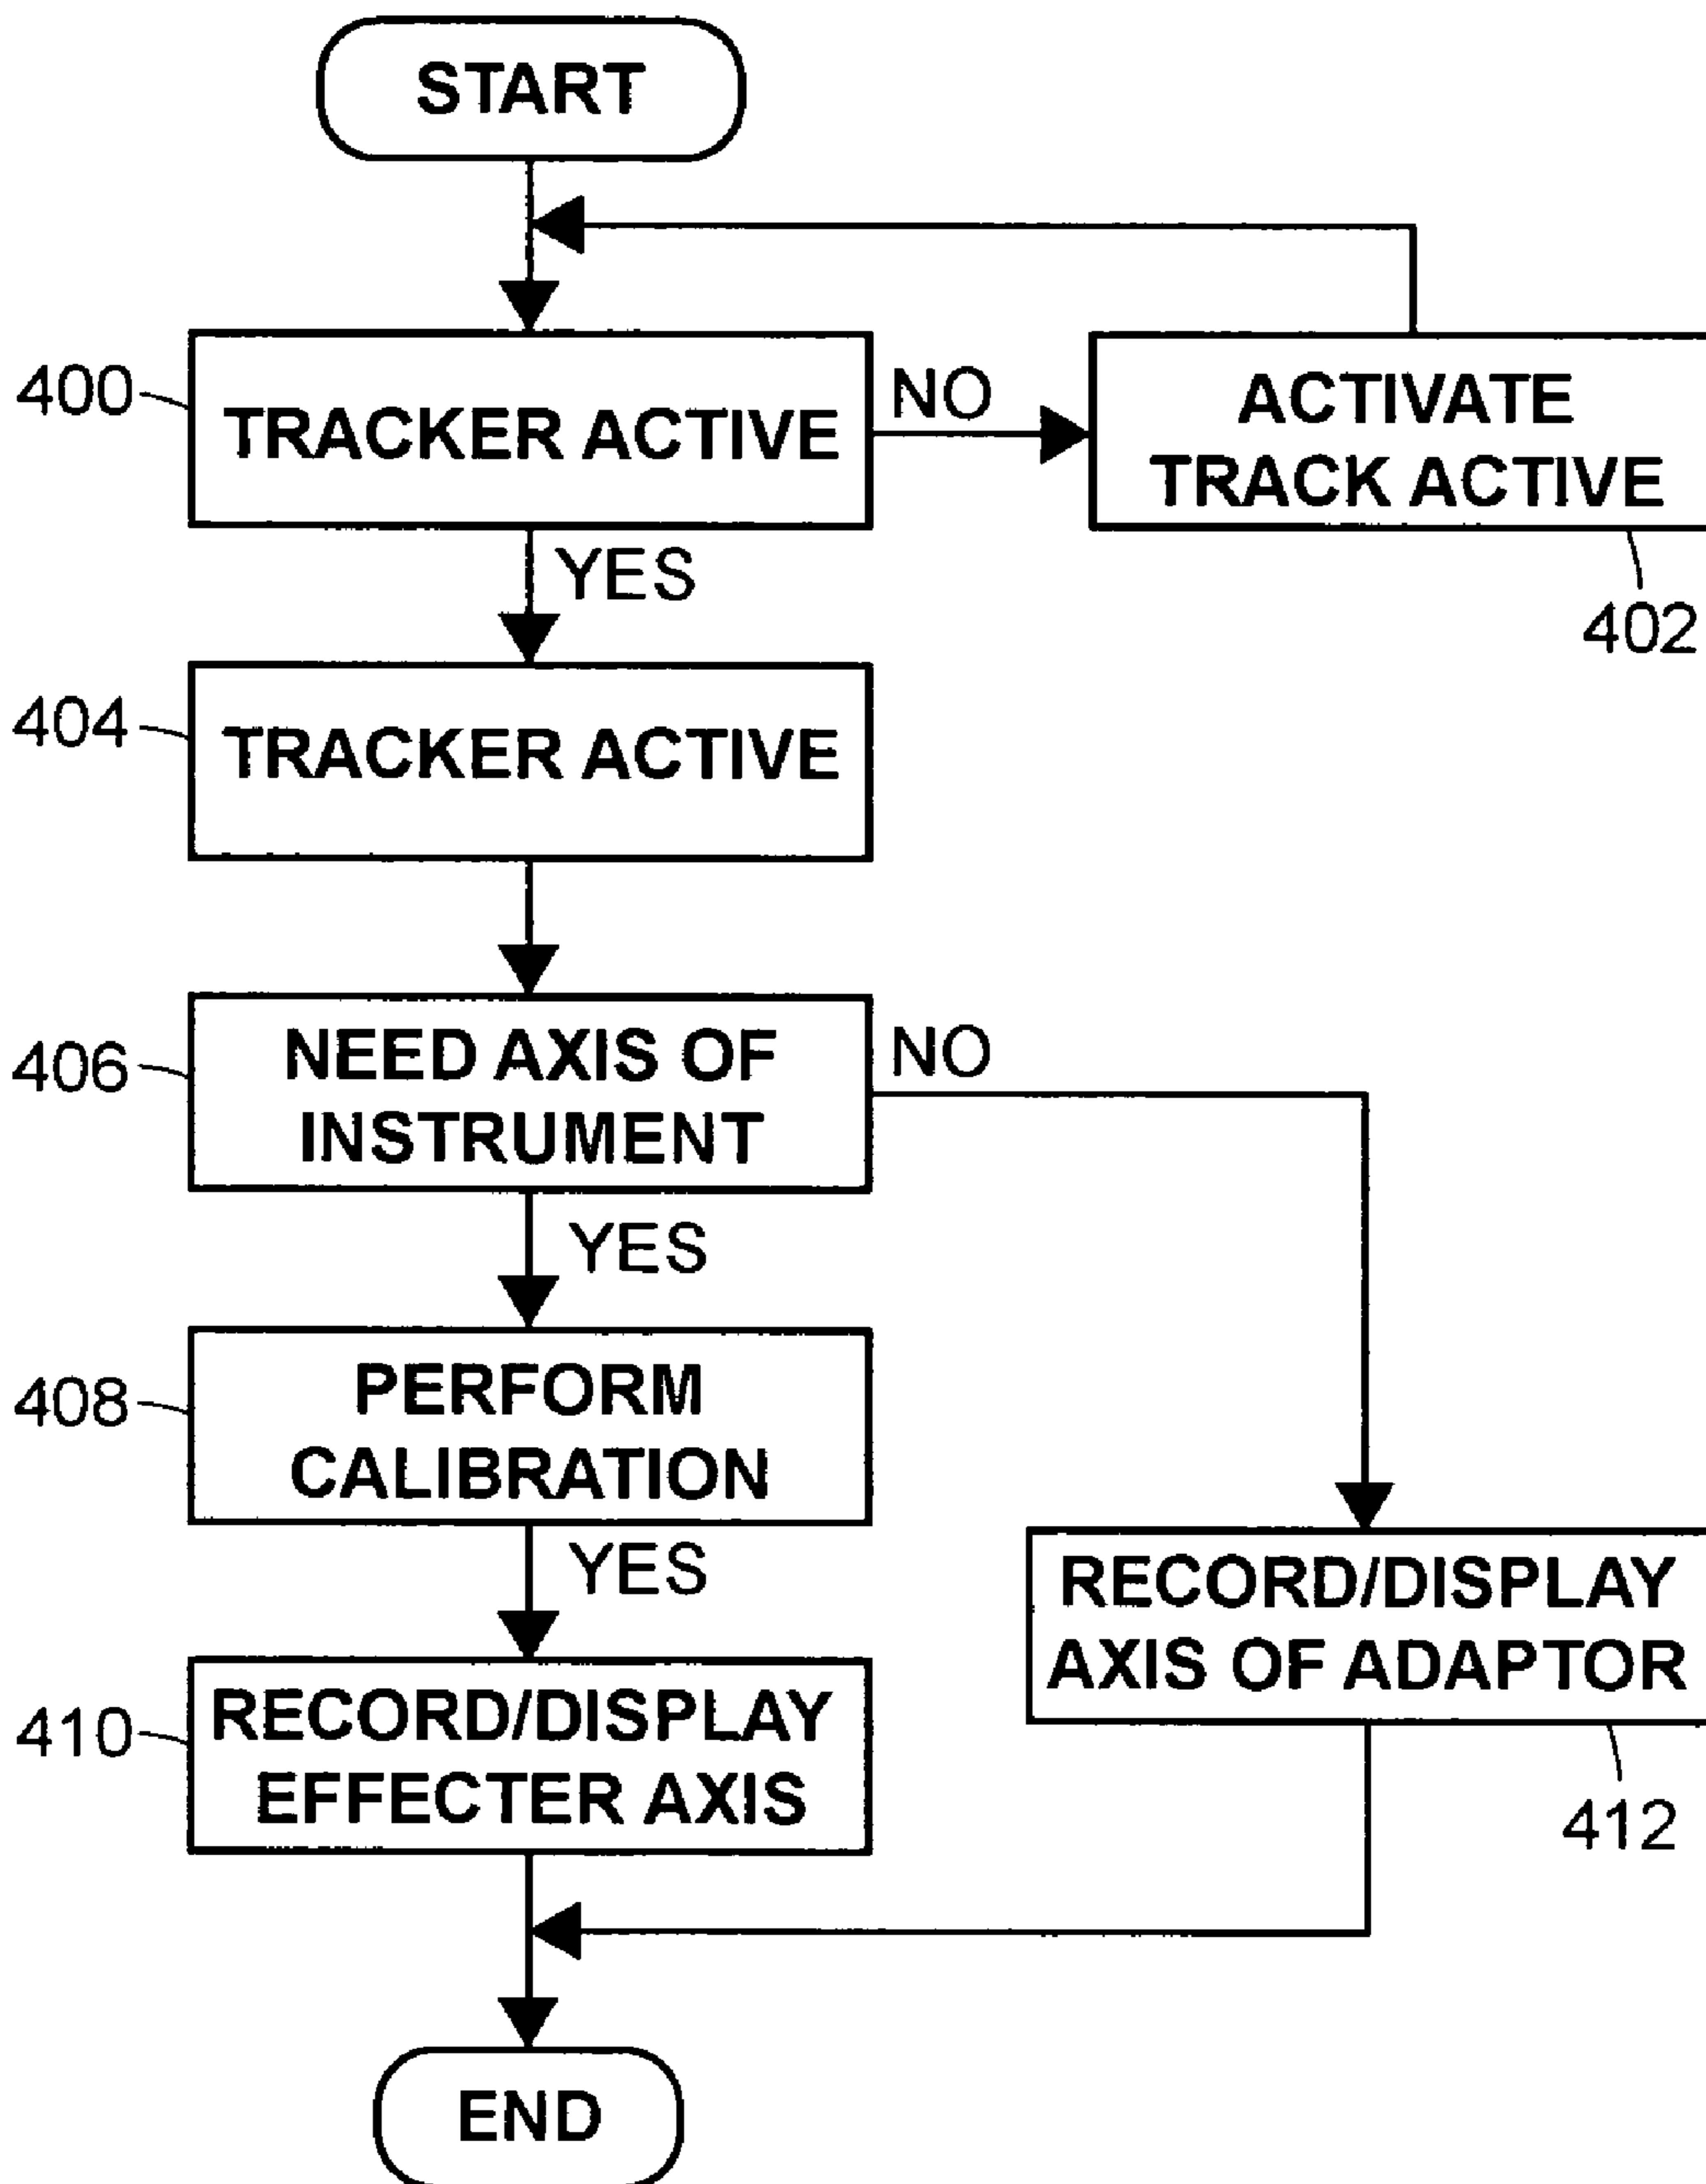 START
400
TRACKER ACTIVE
NO
ACTIVATE
TRACK ACTIVE
402
YES
404
TRACKER ACTIVE
406
NEED AXIS OF
INSTRUMENT
NO
YES
408
PERFORM
CALIBRATION
YES
410
RECORD/DISPLAY
EFFECTER AXIS
RECORD/DISPLAY
AXIS OF ADAPTOR
412
END